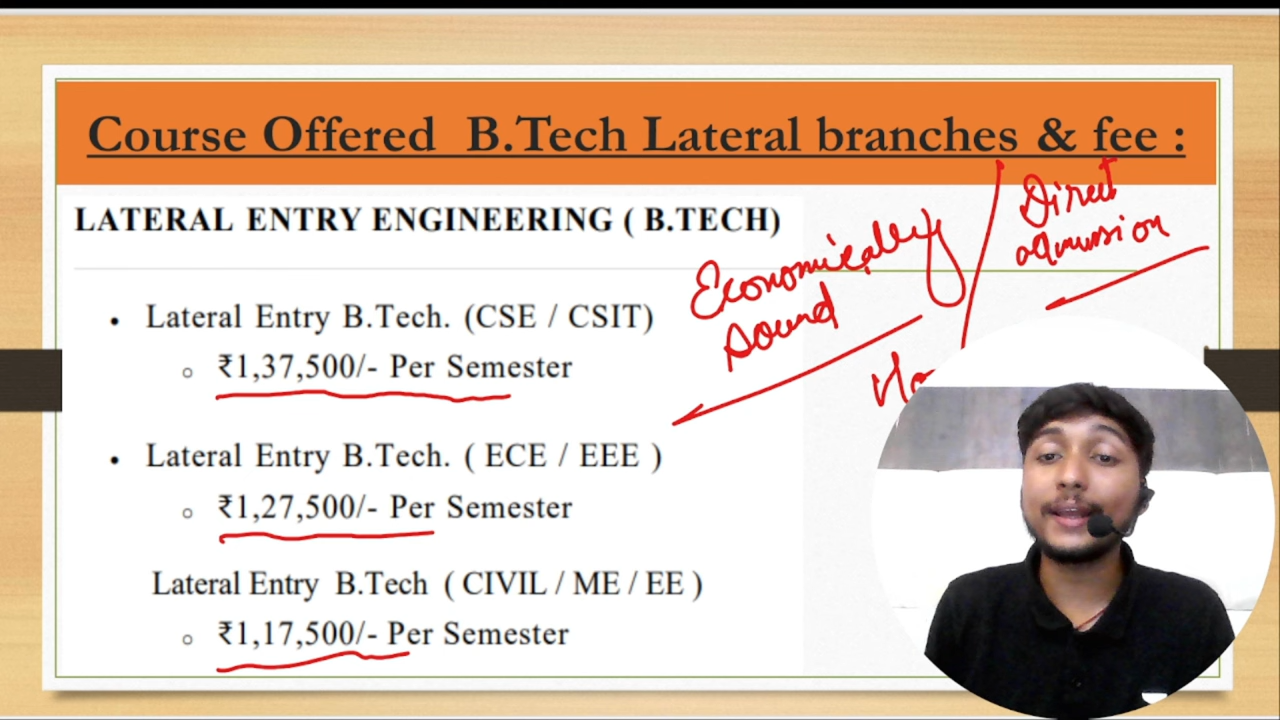 Course Offered B.Tech Lateral branches & fee :
LATERAL ENTRY ENGINEERING ( B.TECH)
• Lateral Entry B.Tech. (CSE / CSIT)
○ ₹1,37,500/- Per Semester
• Lateral Entry B.Tech. ( ECE / EEE )
○ ₹1,27,500/- Per Semester
Lateral Entry B.Tech ( CIVIL / ME / EE )
○ ₹1,17,500/- Per Semester
Economically
sound
Direct
admission